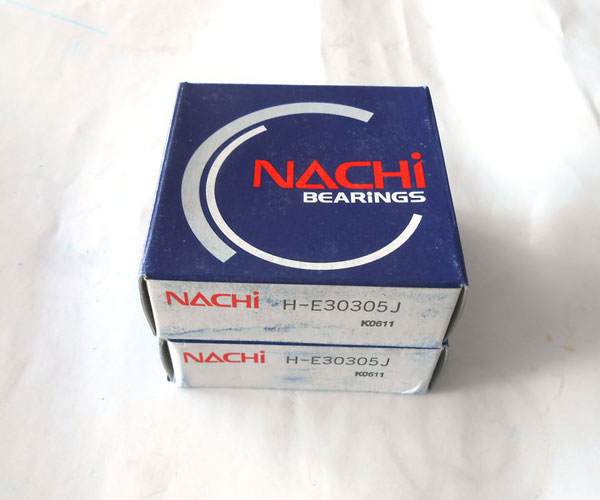 NACHi
BEARiNGS
NACHi H-E30305J
K0611
NACHi H-E30305J
K0611